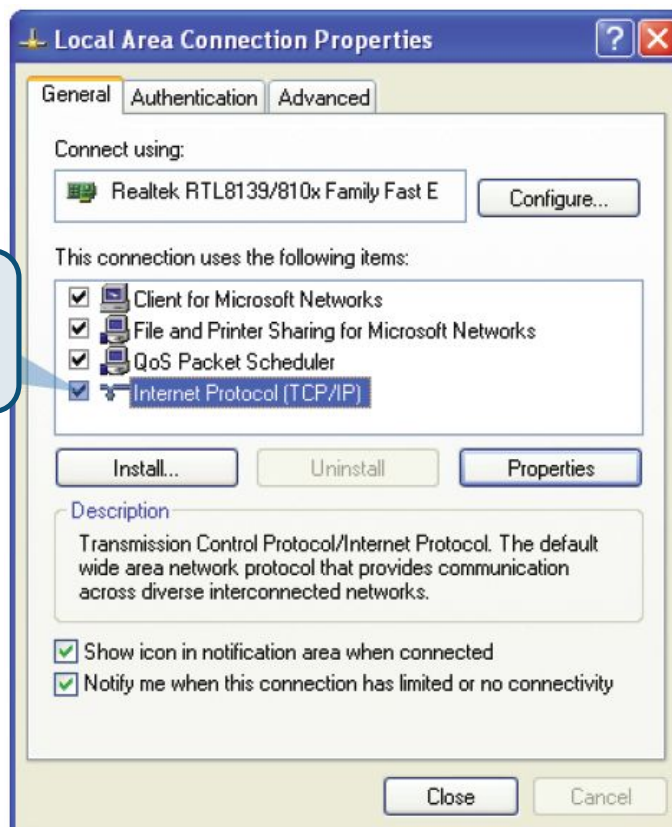 Local Area Connection Properties
General Authentication Advanced
Connect using:
Realtek RTL8139/810x Family Fast E Configure...
This connection uses the following items:
Client for Microsoft Networks
File and Printer Sharing for Microsoft Networks
QoS Packet Scheduler
Internet Protocol (TCP/IP)
Install... Uninstall Properties
Description
Transmission Control Protocol/Internet Protocol. The default
wide area network protocol that provides communication
across diverse interconnected networks.
Show icon in notification area when connected
Notify me when this connection has limited or no connectivity
Close Cancel